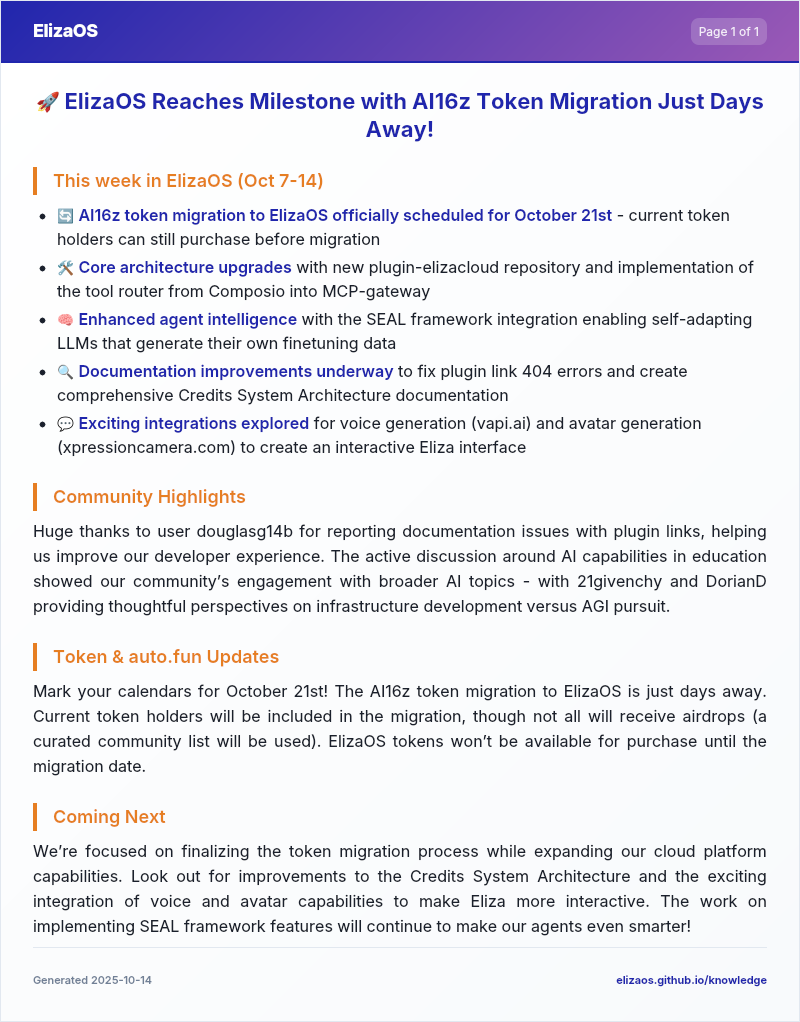 ElizaOS
Page 1 of 1
🚀 ElizaOS Reaches Milestone with AI16z Token Migration Just Days
Away!
This week in ElizaOS (Oct 7-14)
• 🔄 AI16z token migration to ElizaOS officially scheduled for October 21st - current token
holders can still purchase before migration
• 🛠️ Core architecture upgrades with new plugin-elizacloud repository and implementation of
the tool router from Composio into MCP-gateway
• 🧠 Enhanced agent intelligence with the SEAL framework integration enabling self-adapting
LLMs that generate their own finetuning data
• 🔍 Documentation improvements underway to fix plugin link 404 errors and create
comprehensive Credits System Architecture documentation
• 💬 Exciting integrations explored for voice generation (vapi.ai) and avatar generation
(xpressioncamera.com) to create an interactive Eliza interface
Community Highlights
Huge thanks to user douglasg14b for reporting documentation issues with plugin links, helping
us improve our developer experience. The active discussion around AI capabilities in education
showed our community’s engagement with broader AI topics - with 21givenchy and DorianD
providing thoughtful perspectives on infrastructure development versus AGI pursuit.
Token & auto.fun Updates
Mark your calendars for October 21st! The AI16z token migration to ElizaOS is just days away.
Current token holders will be included in the migration, though not all will receive airdrops (a
curated community list will be used). ElizaOS tokens won’t be available for purchase until the
migration date.
Coming Next
We’re focused on finalizing the token migration process while expanding our cloud platform
capabilities. Look out for improvements to the Credits System Architecture and the exciting
integration of voice and avatar capabilities to make Eliza more interactive. The work on
implementing SEAL framework features will continue to make our agents even smarter!
Generated 2025-10-14
elizaos.github.io/knowledge